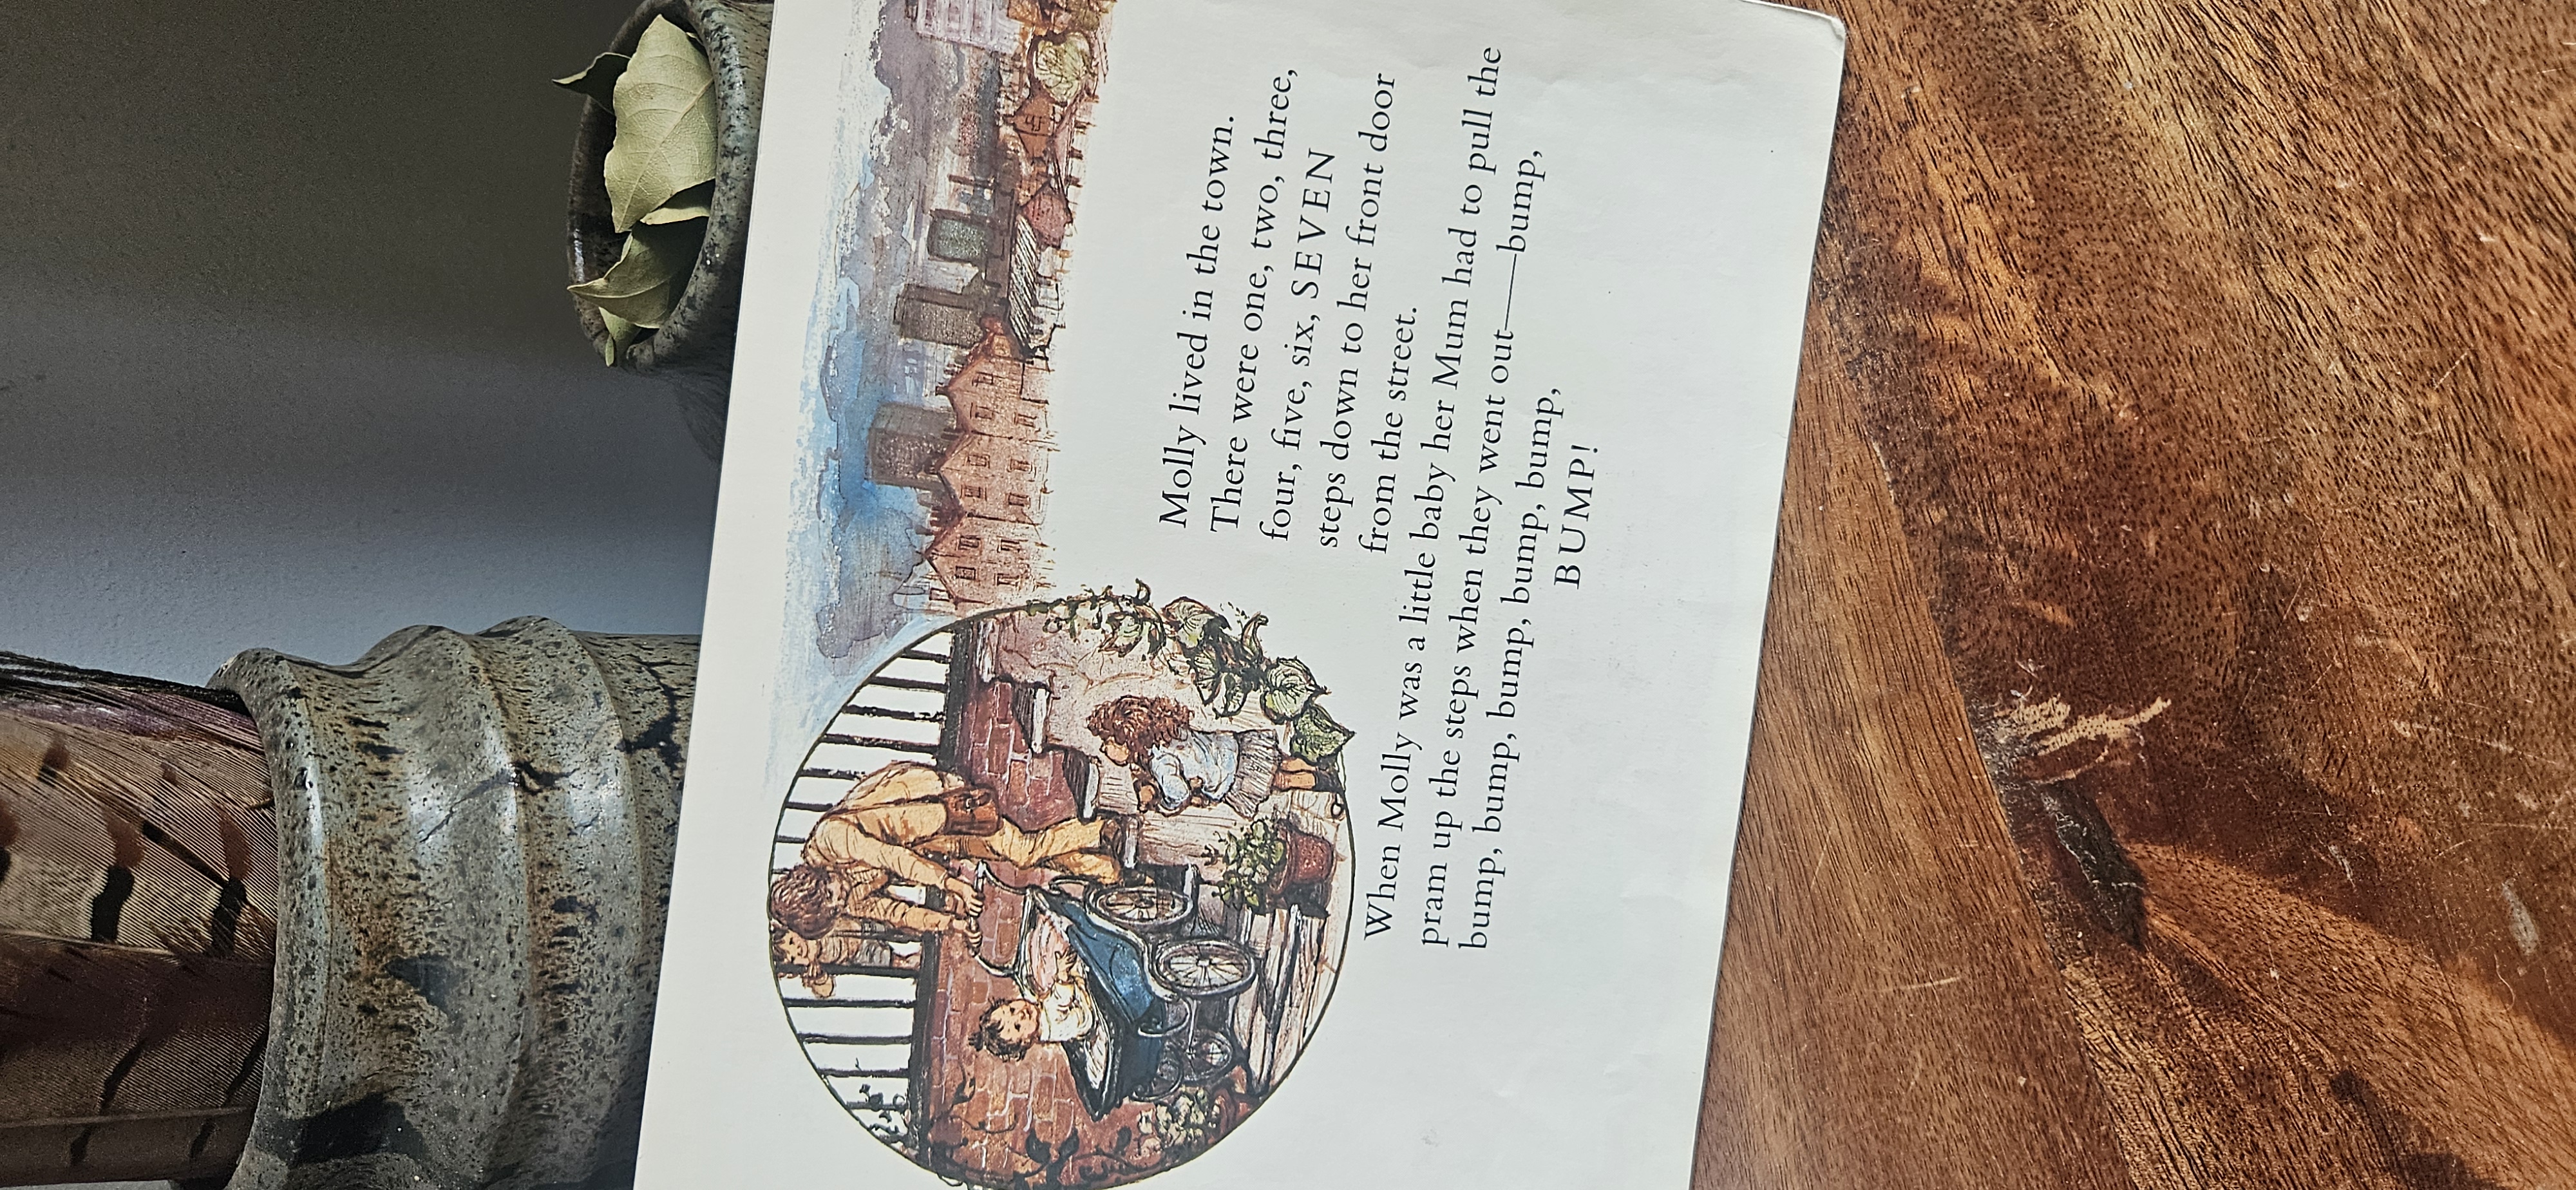 Molly lived in the town.
There were one, two, three,
four, five, six, SEVEN
steps down to her front door
from the street.
When Molly was a little baby her Mum had to pull the
pram up the steps when they went out—bump,
bump, bump, bump, bump, bump, bump,
BUMP!